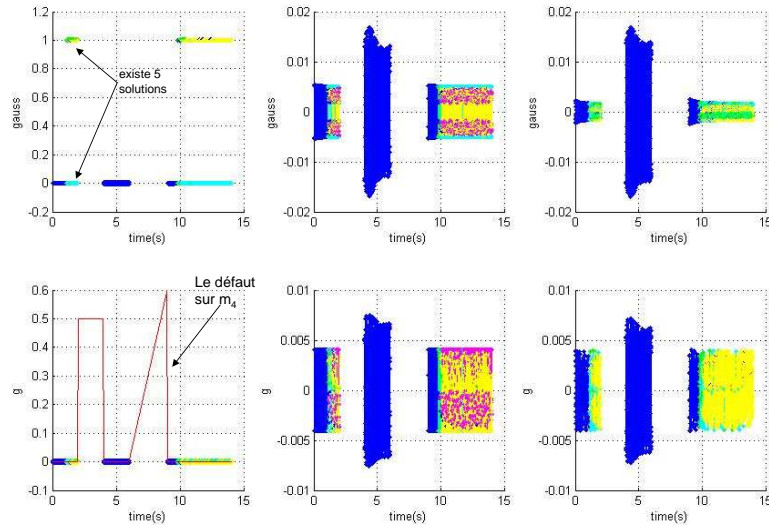 1.2
1
0.8
0.6
0.4
0.2
0
-0.2
gauss
existe 5
solutions
0 5 10 15
time(s)
0.02
0.01
0
-0.01
-0.02
gauss
0 5 10 15
time(s)
0.02
0.01
0
-0.01
-0.02
gauss
0 5 10 15
time(s)
0.6
0.5
0.4
0.3
0.2
0.1
0
-0.1
g
Le défaut
sur m₄
0 5 10 15
time(s)
0.01
0.005
0
-0.005
-0.01
g
0 5 10 15
time(s)
0.01
0.005
0
-0.005
0.01
g
0 5 10 15
time(s)